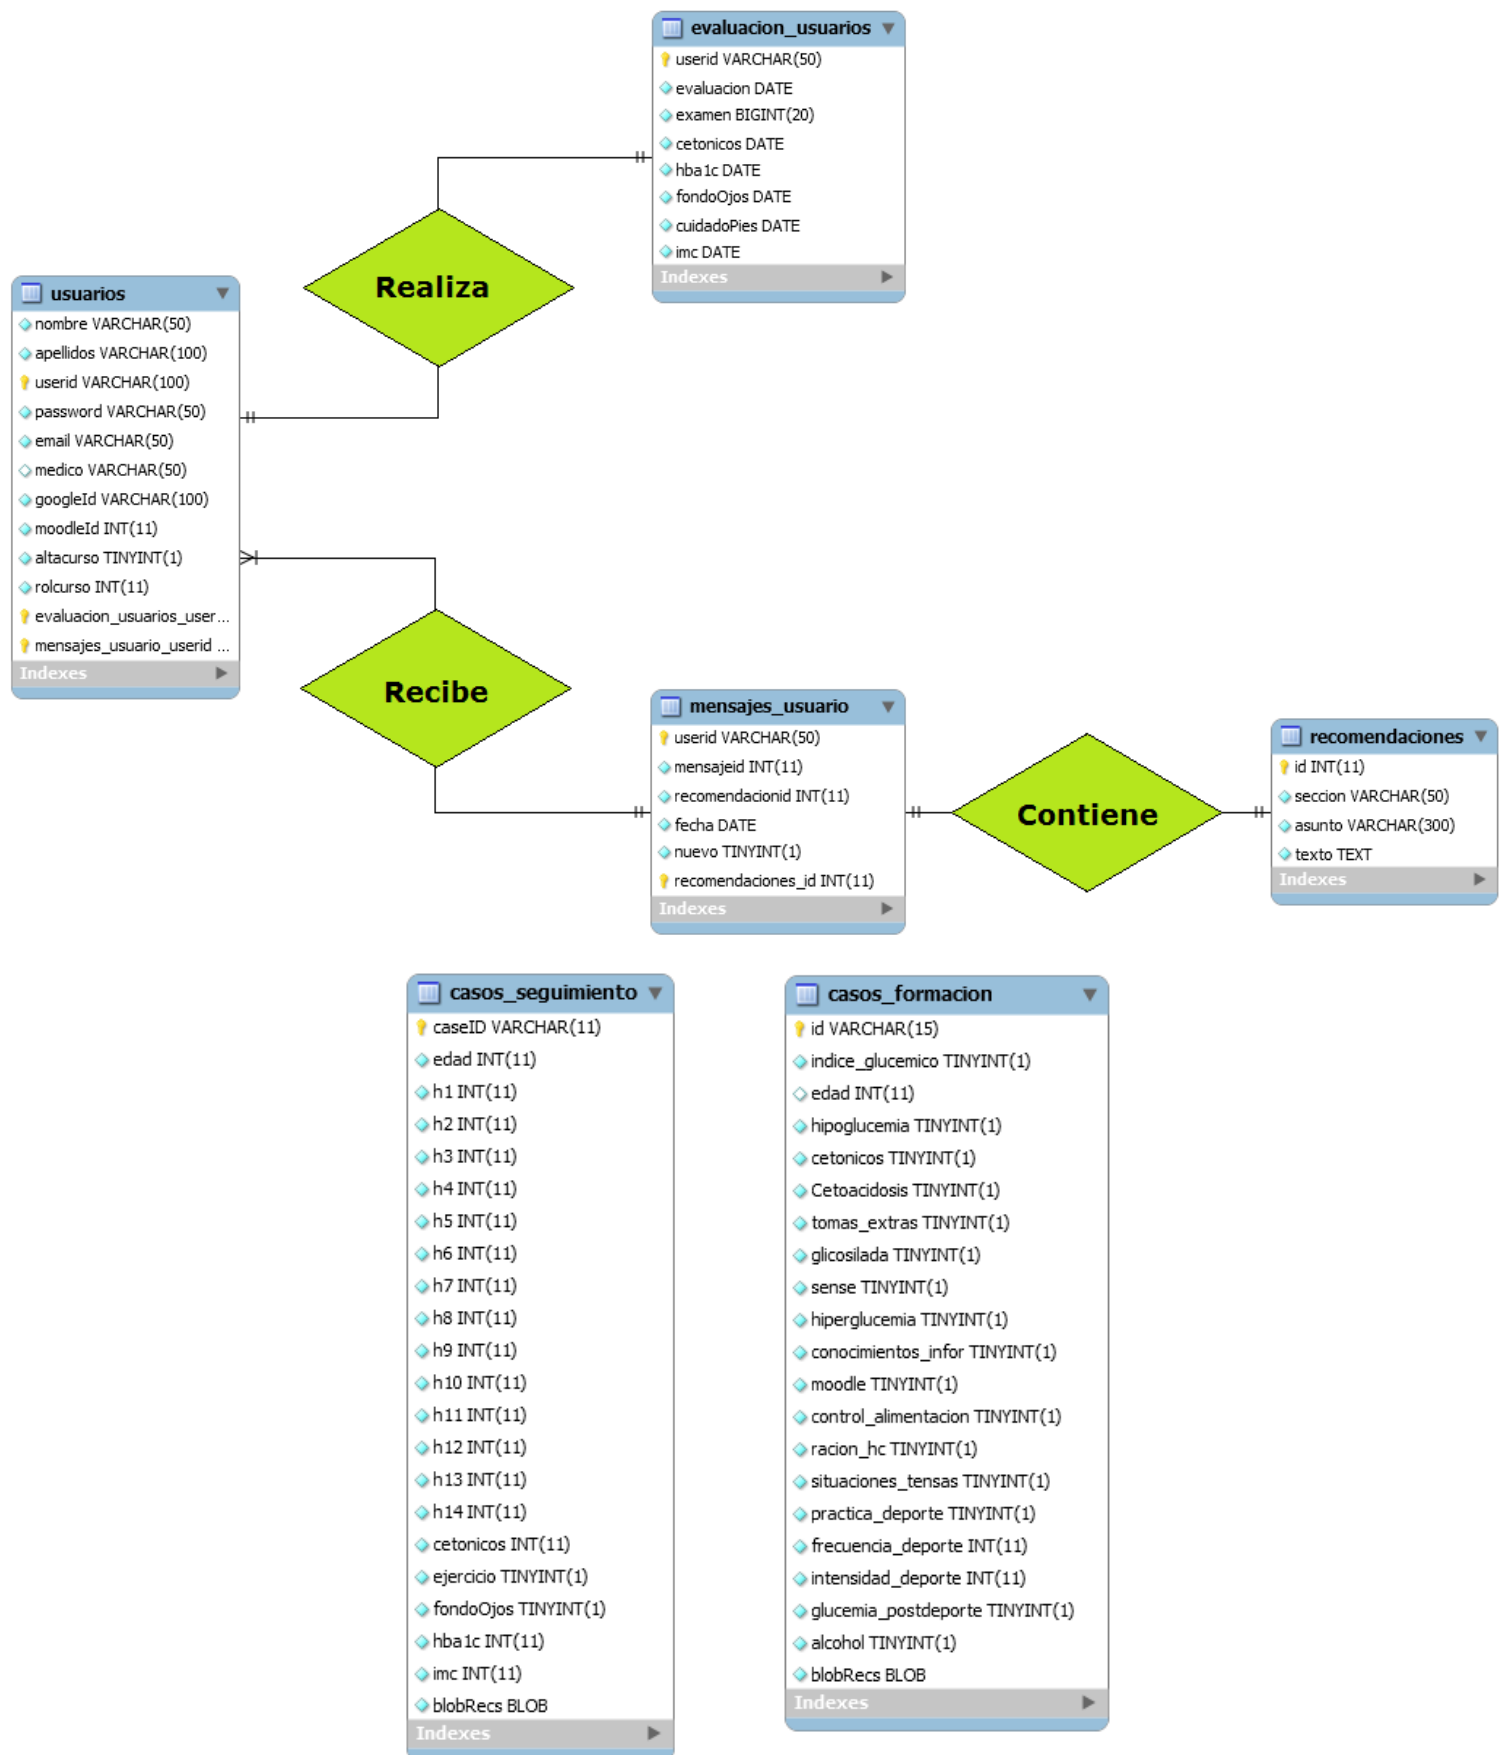 evaluacion_usuarios
userid VARCHAR(50)
evaluacion DATE
examen BIGINT(20)
cetonicos DATE
hba1c DATE
fondoOjos DATE
cuidadoPies DATE
imc DATE
Indexes
Realiza
usuarios
nombre VARCHAR(50)
apellidos VARCHAR(100)
userid VARCHAR(100)
password VARCHAR(50)
email VARCHAR(50)
medico VARCHAR(50)
googleId VARCHAR(100)
moodleId INT(11)
altacurso TINYINT(1)
rolcurso INT(11)
evaluacion_usuarios_user...
mensajes_usuario_userid ...
Indexes
Recibe
mensajes_usuario
userid VARCHAR(50)
mensajeid INT(11)
recomendacionid INT(11)
fecha DATE
nuevo TINYINT(1)
recomendaciones_id INT(11)
Indexes
Contiene
recomendaciones
id INT(11)
seccion VARCHAR(50)
asunto VARCHAR(300)
texto TEXT
Indexes
casos_seguimiento
caseID VARCHAR(11)
edad INT(11)
h1 INT(11)
h2 INT(11)
h3 INT(11)
h4 INT(11)
h5 INT(11)
h6 INT(11)
h7 INT(11)
h8 INT(11)
h9 INT(11)
h10 INT(11)
h11 INT(11)
h12 INT(11)
h13 INT(11)
h14 INT(11)
cetonicos INT(11)
ejercicio TINYINT(1)
fondoOjos TINYINT(1)
hba1c INT(11)
imc INT(11)
blobRecs BLOB
Indexes
casos_formacion
id VARCHAR(15)
indice_glucemico TINYINT(1)
edad INT(11)
hipoglucemia TINYINT(1)
cetonicos TINYINT(1)
Cetoacidosis TINYINT(1)
tomas_extras TINYINT(1)
glicosilada TINYINT(1)
sense TINYINT(1)
hiperglucemia TINYINT(1)
conocimientos_infor TINYINT(1)
moodle TINYINT(1)
control_alimentacion TINYINT(1)
racion_hc TINYINT(1)
situaciones_tensas TINYINT(1)
practica_deporte TINYINT(1)
frecuencia_deporte INT(11)
intensidad_deporte INT(11)
glucemia_postdeporte TINYINT(1)
alcohol TINYINT(1)
blobRecs BLOB
Indexes